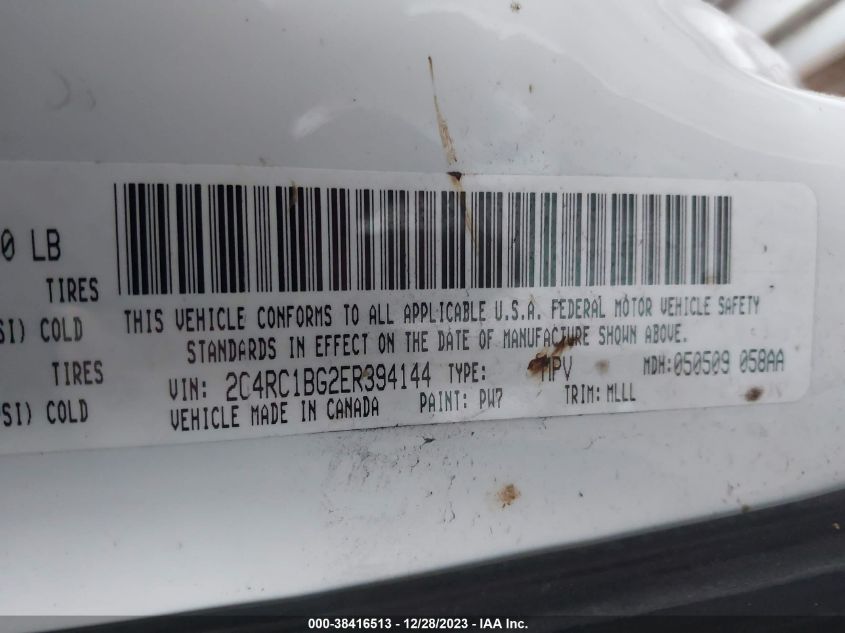 0 LB
TIRES
SI) COLD
TIRES
SI) COLD
THIS VEHICLE CONFORMS TO ALL APPLICABLE U.S.A. FEDERAL MOTOR VEHICLE SAFETY
STANDARDS IN EFFECT ON THE DATE OF MANUFACTURE SHOWN ABOVE.
VIN: 2C4RC1BG2ER394144 TYPE: MPV MDH:050509 058AA
VEHICLE MADE IN CANADA PAINT: PW7 TRIM: MLLL
000-38416513 - 12/28/2023 - IAA Inc.